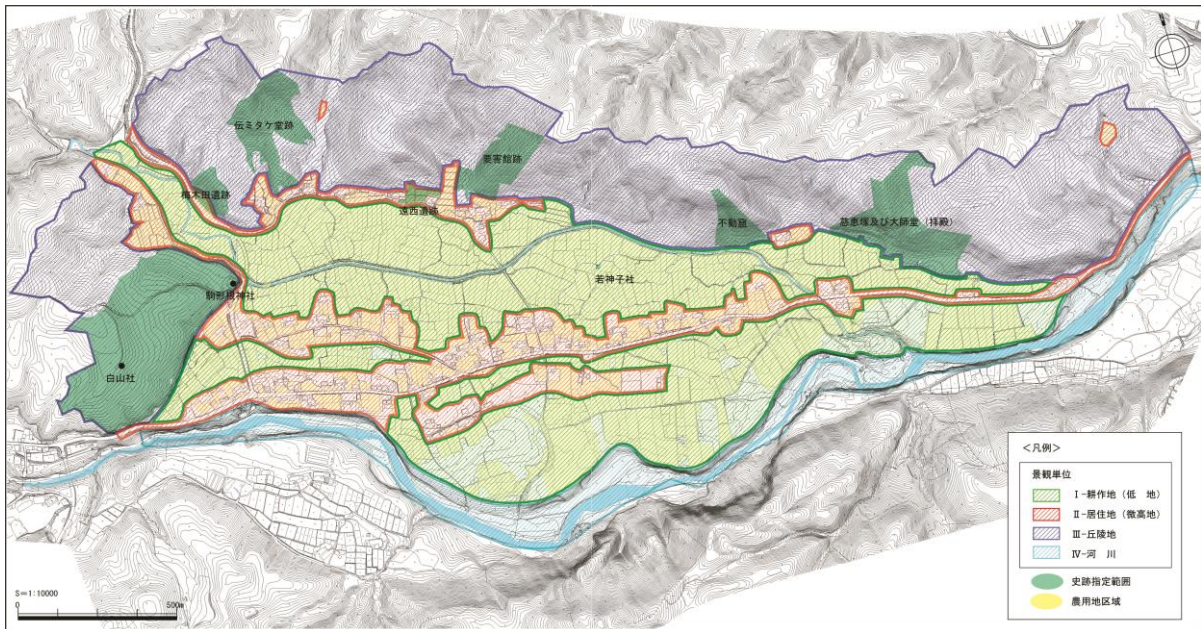 伝ミタケ堂跡
要害館跡
梅木田遺跡
遠西遺跡
不動窟
慈恵塚及び大師堂(拝殿)
若神子社
駒形根神社
白山社
<凡例>
景観単位
Ⅰ-耕作地(低 地)
Ⅱ-居住地(微高地)
Ⅲ-丘陵地
Ⅳ-河 川
史跡指定範囲
農用地区域
S=1:10000
0 500m